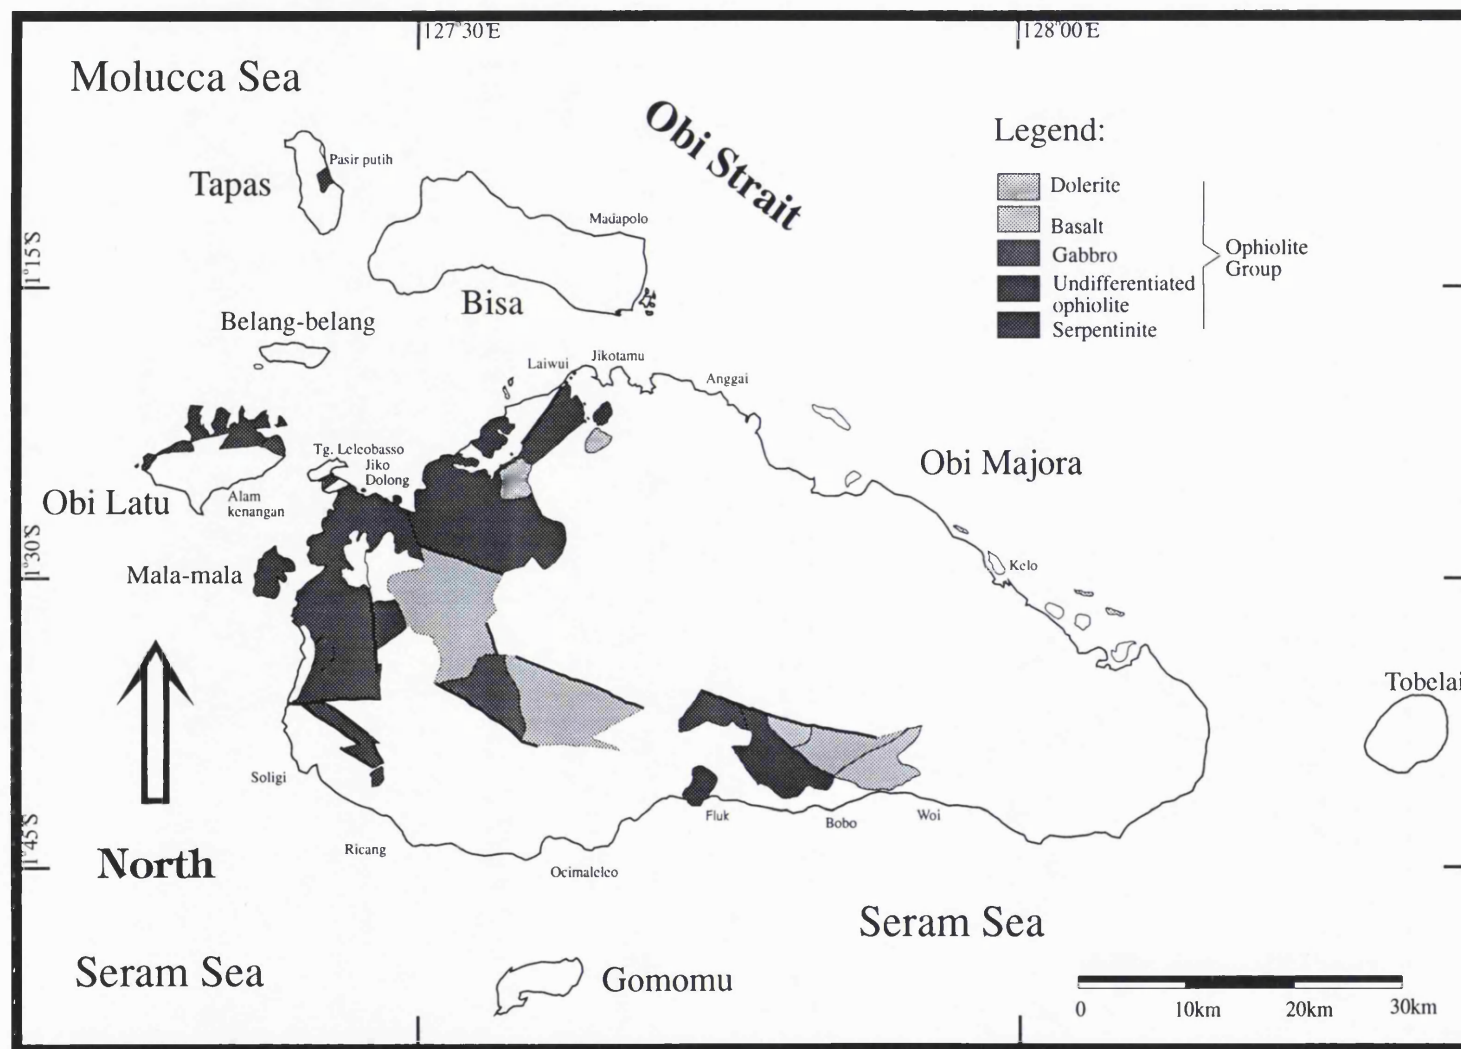 127°30'E
128°00'E
Molucca Sea
Obi Strait
Legend:
Pasir putih
Tapas
Dolerite
Basalt
Gabbro
Undifferentiated
ophiolite
Serpentinite
Ophiolite
Group
Madapolo
1°15'S
Bisa
Belang-belang
Laiwui
Jikotamu
Anggai
Tg. Leleobasso
Jiko
Dolong
Obi Majora
Obi Latu
Alam
kenangan
1°30'S
Mala-mala
Kelo
Tobelai
Soligi
Fluk
Bobo
Woi
1°45'S
North
Ricang
Ocimaleleo
Seram Sea
Seram Sea
Gomomu
0
10km
20km
30km